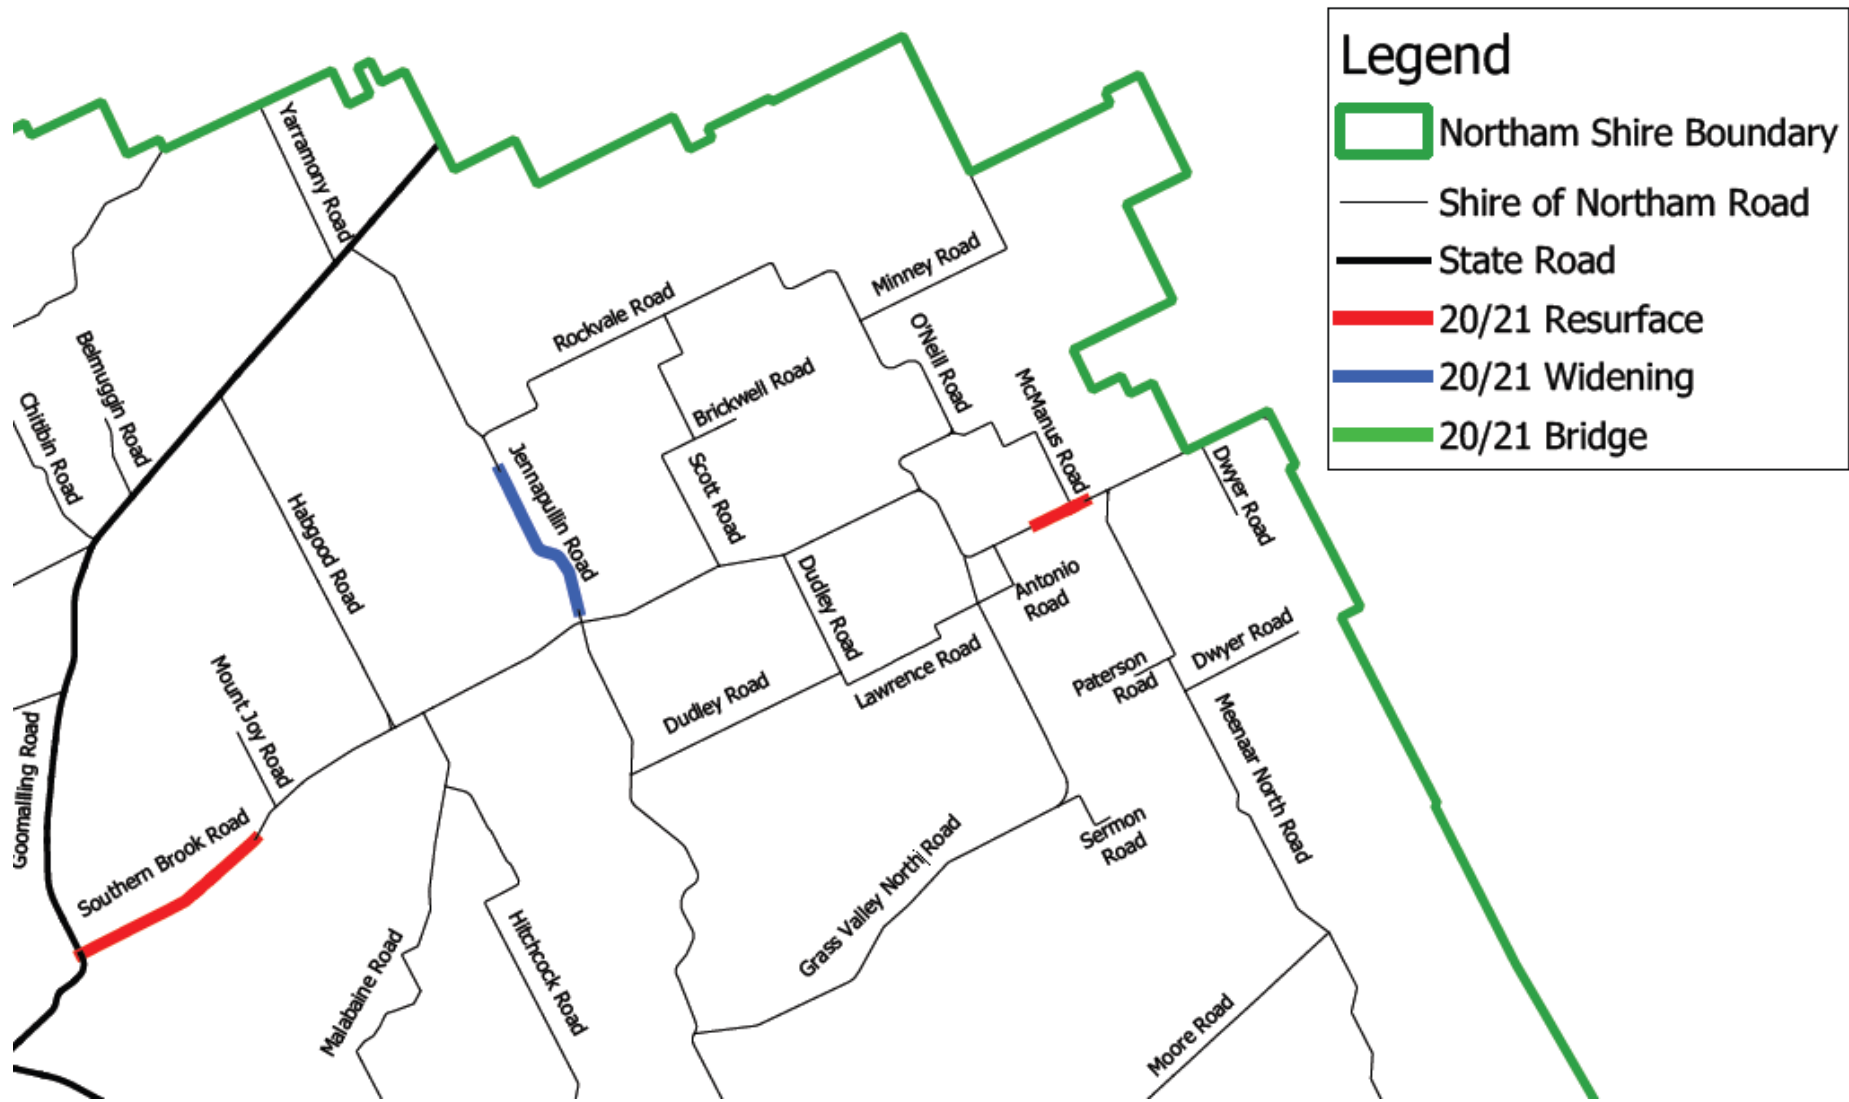 Legend
Northam Shire Boundary
Shire of Northam Road
State Road
20/21 Resurface
20/21 Widening
20/21 Bridge
Yarramony Road
Minney Road
Rockvale Road
O'Neill Road
Belmuggin Road
Chitibin Road
Brickwell Road
McManus Road
Jennapullin Road
Scott Road
Dwyer Road
Habgood Road
Dudley Road
Antonio
Road
Dwyer Road
Mount Joy Road
Lawrence Road
Paterson
Road
Dudley Road
Meenaar North Road
Goomalling Road
Southern Brook Road
Sermon
Road
Grass Valley North Road
Hitchcock Road
Malabaine Road
Moore Road